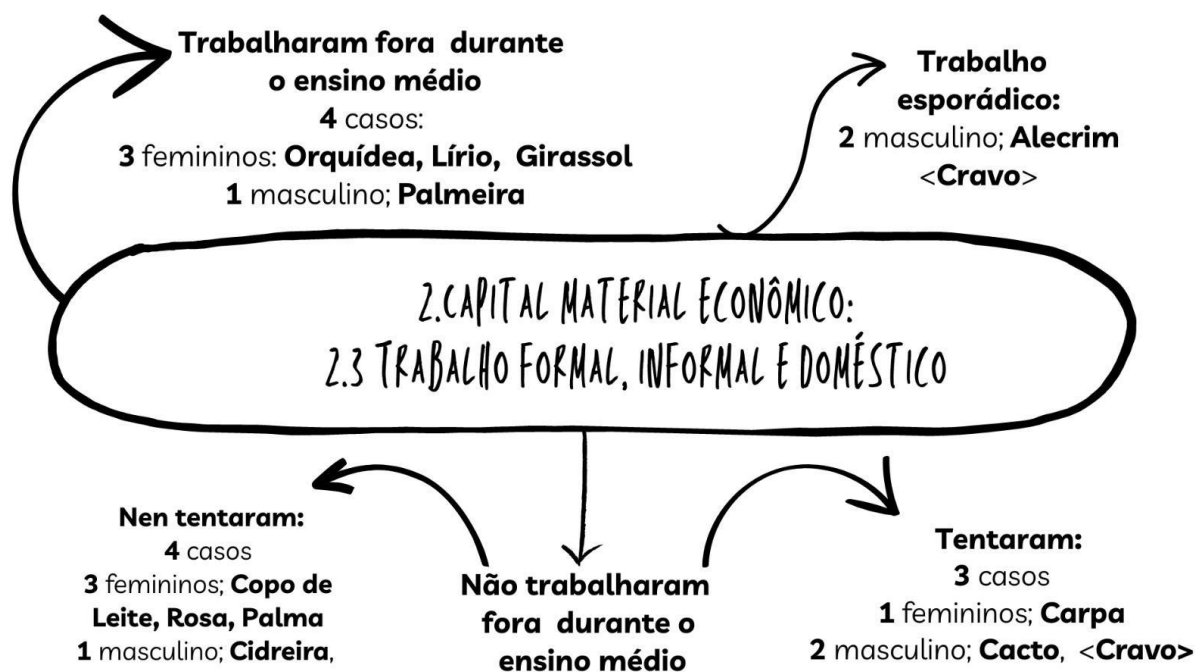 Trabalharam fora durante
o ensino médio
4 casos:
3 femininos: Orquídea, Lírio, Girassol
1 masculino; Palmeira
Trabalho
esporádico:
2 masculino; Alecrim
<Cravo>
2.CAPITAL MATERIAL ECONÔMICO:
2.3 TRABALHO FORMAL, INFORMAL E DOMÉSTICO
Nen tentaram:
4 casos
3 femininos; Copo de
Leite, Rosa, Palma
1 masculino; Cidreira,
Não trabalharam
fora durante o
ensino médio
Tentaram:
3 casos
1 femininos; Carpa
2 masculino; Cacto, <Cravo>